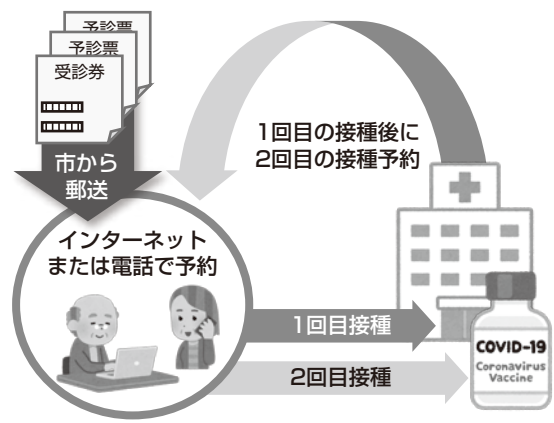 予診票
予診票
受診券
市から
郵送
1回目の接種後に
2回目の接種予約
インターネット
または電話で予約
1回目接種
2回目接種
COVID-19
Coronavirus
Vaccine